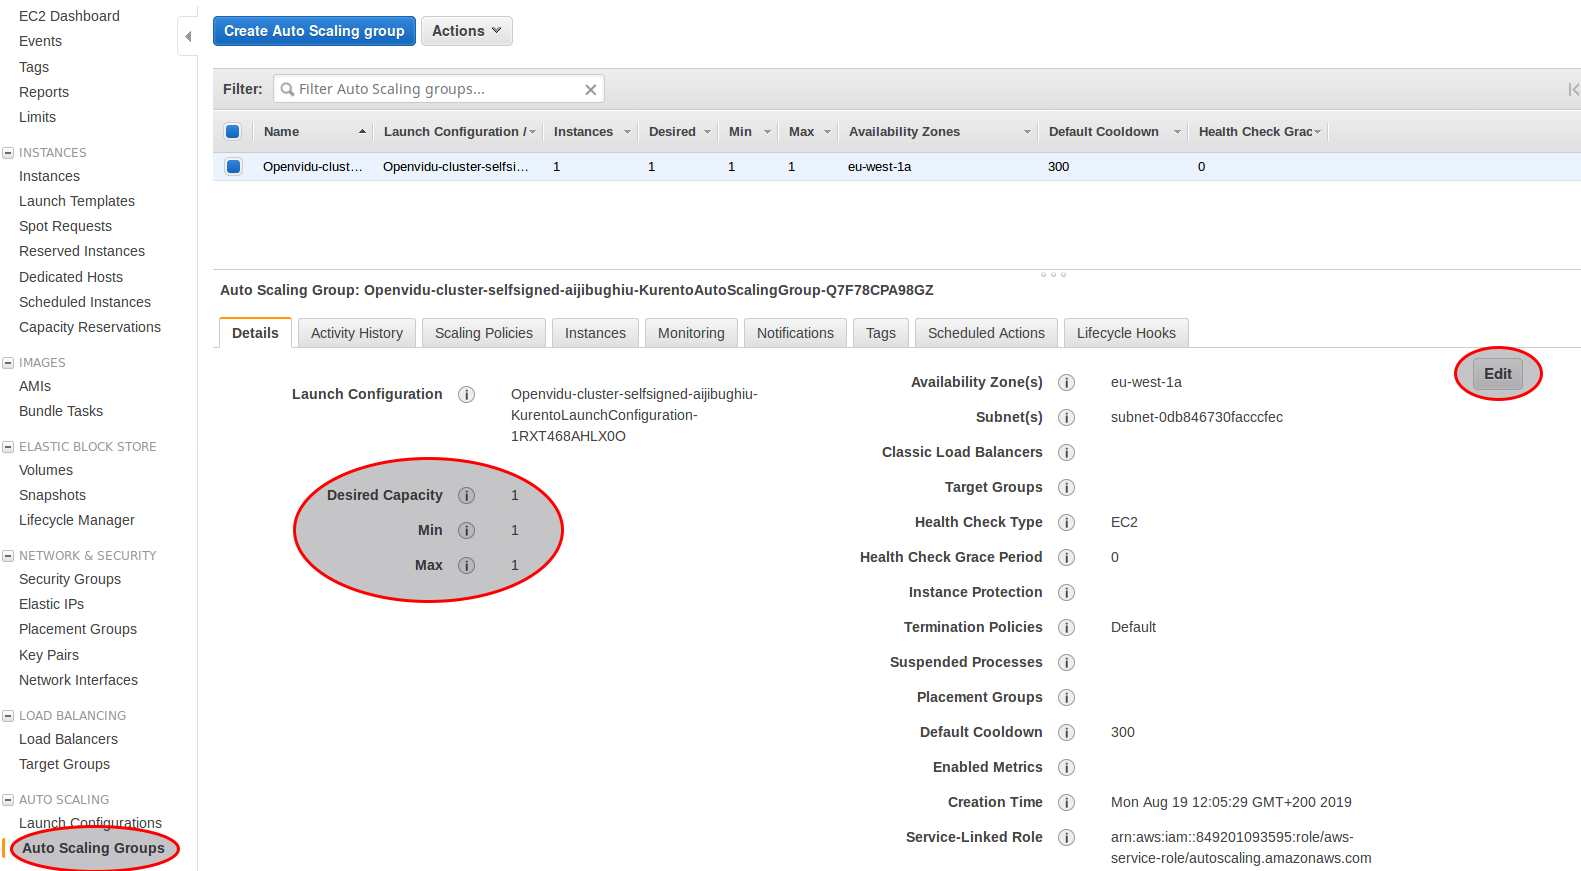 EC2 Dashboard
Events
Tags
Reports
Limits
INSTANCES
Instances
Launch Templates
Spot Requests
Reserved Instances
Dedicated Hosts
Scheduled Instances
Capacity Reservations
IMAGES
AMIs
Bundle Tasks
ELASTIC BLOCK STORE
Volumes
Snapshots
Lifecycle Manager
NETWORK & SECURITY
Security Groups
Elastic IPs
Placement Groups
Key Pairs
Network Interfaces
LOAD BALANCING
Load Balancers
Target Groups
AUTO SCALING
Launch Configurations
Auto Scaling Groups
Create Auto Scaling group Actions
Filter: Filter Auto Scaling groups...
Name Launch Configuration / Instances Desired Min Max Availability Zones Default Cooldown Health Check Grac
Openvidu-clust... Openvidu-cluster-selfsi... 1 1 1 1 eu-west-1a 300 0
Auto Scaling Group: Openvidu-cluster-selfsigned-aijibughiu-KurentoAutoScalingGroup-Q7F78CPA98GZ
Details Activity History Scaling Policies Instances Monitoring Notifications Tags Scheduled Actions Lifecycle Hooks
Edit
Launch Configuration Openvidu-cluster-selfsigned-aijibughiu-
KurentoLaunchConfiguration-
1RXT468AHLX0O
Desired Capacity 1
Min 1
Max 1
Availability Zone(s) eu-west-1a
Subnet(s) subnet-0db846730facccfec
Classic Load Balancers
Target Groups
Health Check Type EC2
Health Check Grace Period 0
Instance Protection
Termination Policies Default
Suspended Processes
Placement Groups
Default Cooldown 300
Enabled Metrics
Creation Time Mon Aug 19 12:05:29 GMT+200 2019
Service-Linked Role arn:aws:iam::849201093595:role/aws-
service-role/autoscaling.amazonaws.com